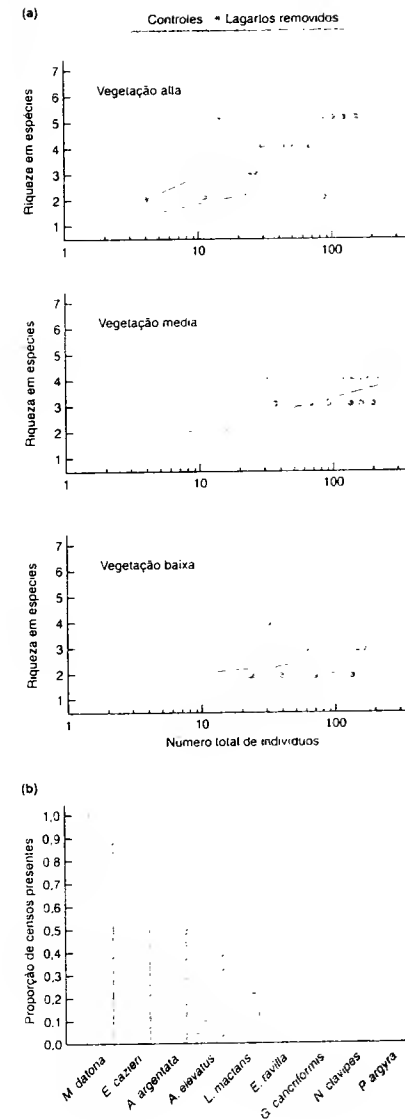 (a)
Controles * Lagartos removidos
7
6
5
4
3
2
1
Riqueze em espécies
Vegetação alta
1 10 100
7
6
5
4
3
2
1
Riqueza em espécies
Vegetação media
1 10 100
7
6
5
4
3
2
1
Riqueza em especies
Vegetação baixa
1 10 100
Numero total de individuos
(b)
1,0
0,9
0,8
0,7
0,6
0,5
0,4
0,3
0,2
0,1
0,0
Proporção de censos presentes
M datona
E cazieri
A argentata
A. elevatus
L. mactans
E. ravilla
G cancriformis
N clavipes
P argyra